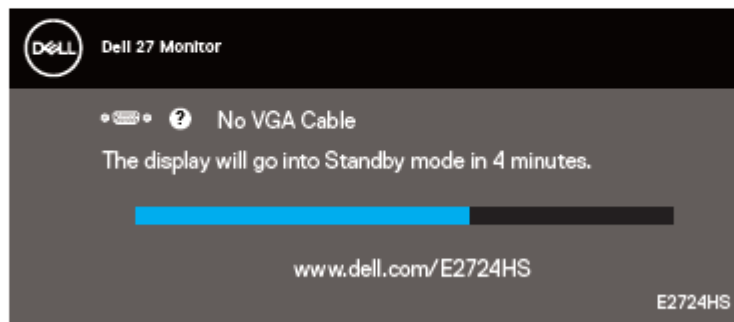 DELL
Dell 27 Monitor
? No VGA Cable
The display will go into Standby mode in 4 minutes.
www.dell.com/E2724HS
E2724HS